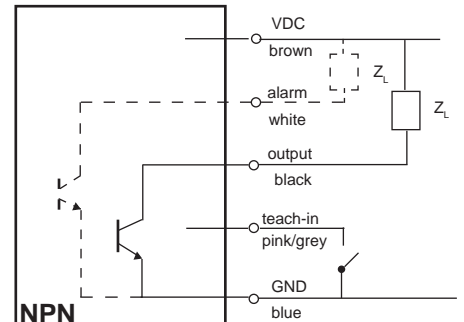 VDC
brown
Z_L
alarm
white
Z_L
output
black
teach-in
pink/grey
GND
blue
NPN